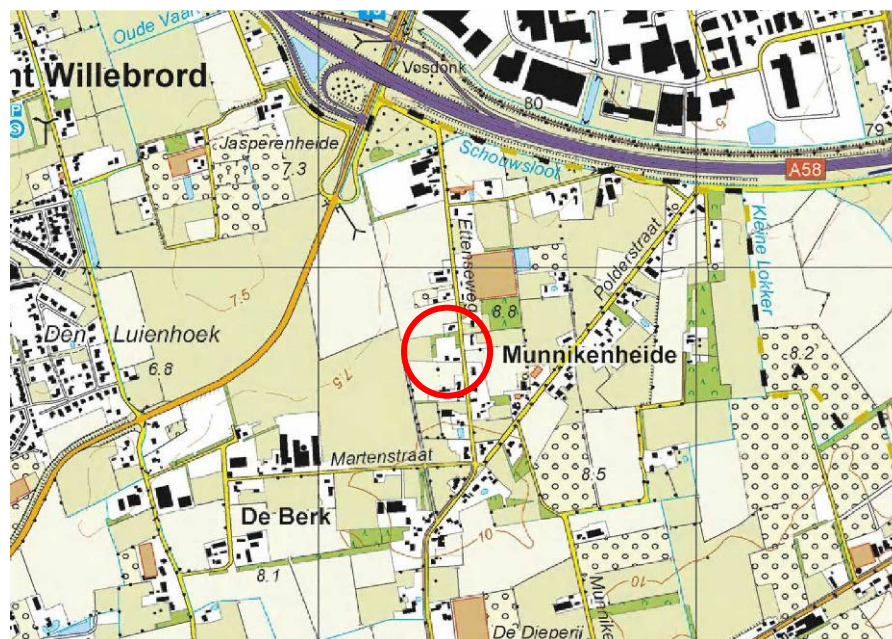 Oude Vaart
Vosdonk
nt Willebrord
P
S
80
79
Jasperenheide
7.3
Schouwsloot
A58
Ettenseweg
Polderstraat
Kleine Lokker
7.5
8.8
Den Luienhoek
6.8
7.5
Munnikenheide
8.2
Martenstraat
8.5
De Berk
10
8.1
10
Munnike
De Dieperij